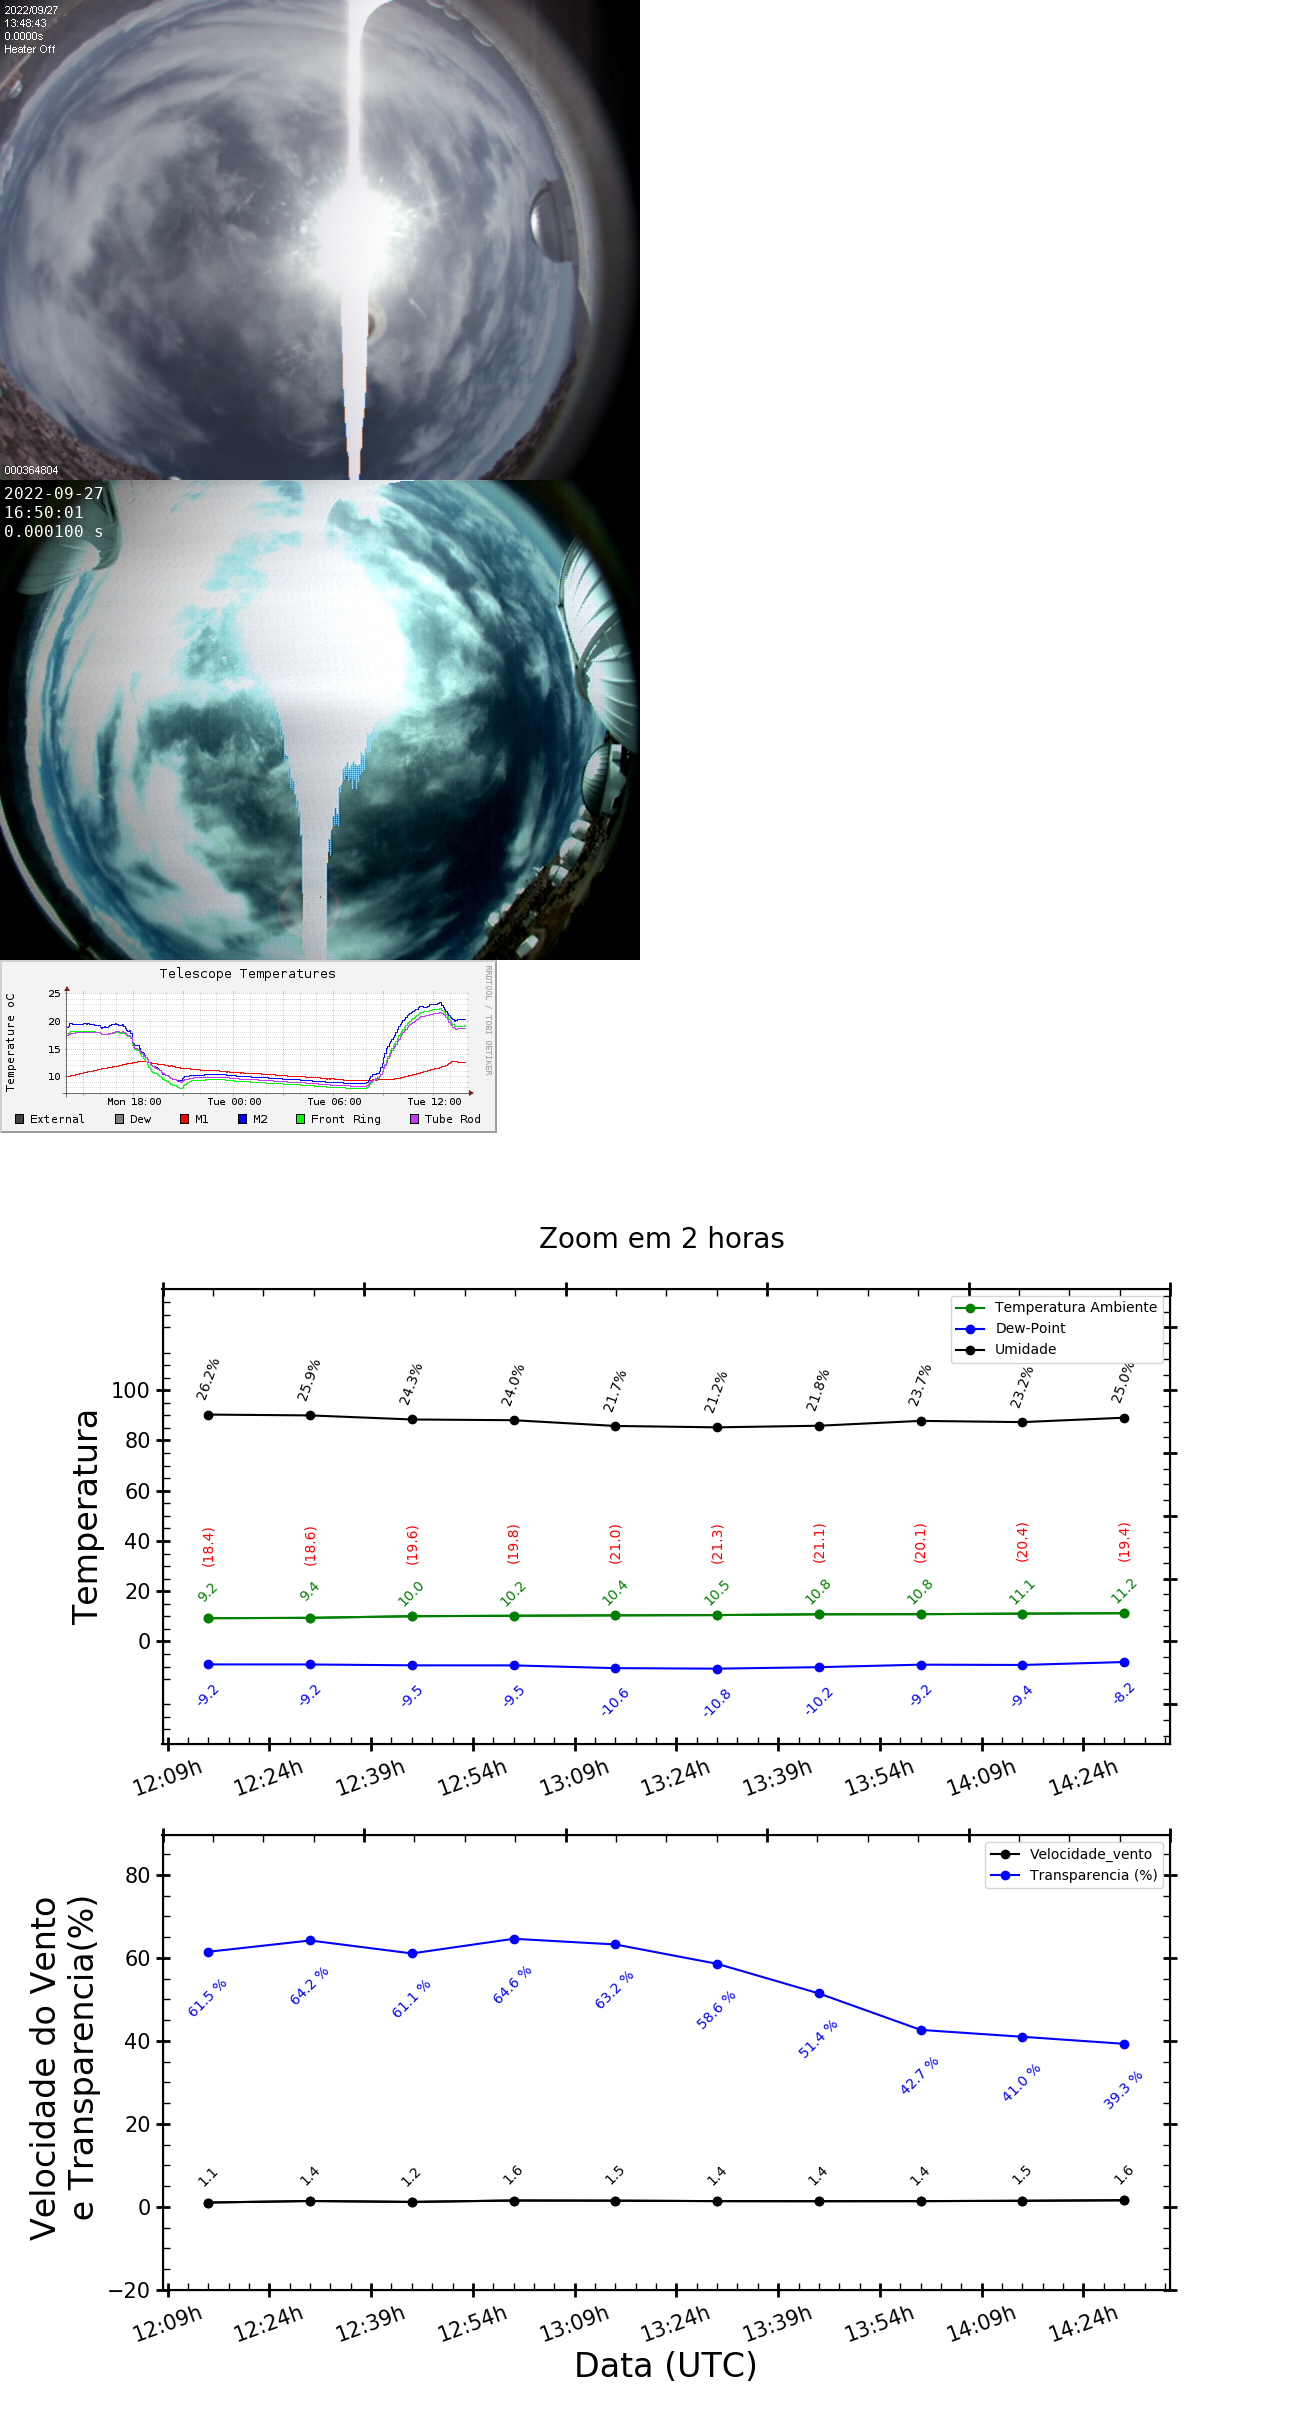 2022/09/27
13:48:43
0.0000s
Heater Off
000364804
2022-09-27
16:50:01
0.000100 s
Telescope Temperatures
RRDTOOL / TOBI OETIKER
Temperature oC
25
20
15
10
Mon 18:00 Tue 00:00 Tue 06:00 Tue 12:00
External Dew M1 M2 Front Ring Tube Rod
Zoom em 2 horas
Temperatura Ambiente
Dew-Point
Umidade
Temperatura
100
80
60
40
20
0
26.2% 25.9% 24.3% 24.0% 21.7% 21.2% 21.8% 23.7% 23.2% 25.0%
(18.4) (18.6) (19.6) (19.8) (21.0) (21.3) (21.1) (20.1) (20.4) (19.4)
9.2 9.4 10.0 10.2 10.4 10.5 10.8 10.8 11.1 11.2
-9.2 -9.2 -9.5 -9.5 -10.6 -10.8 -10.2 -9.2 -9.4 -8.2
12:09h 12:24h 12:39h 12:54h 13:09h 13:24h 13:39h 13:54h 14:09h 14:24h
Velocidade_vento
Transparencia (%)
Velocidade do Vento
e Transparencia(%)
80
60
40
20
0
−20
61.5 % 64.2 % 61.1 % 64.6 % 63.2 % 58.6 % 51.4 % 42.7 % 41.0 % 39.3 %
1.1 1.4 1.2 1.6 1.5 1.4 1.4 1.4 1.5 1.6
12:09h 12:24h 12:39h 12:54h 13:09h 13:24h 13:39h 13:54h 14:09h 14:24h
Data (UTC)